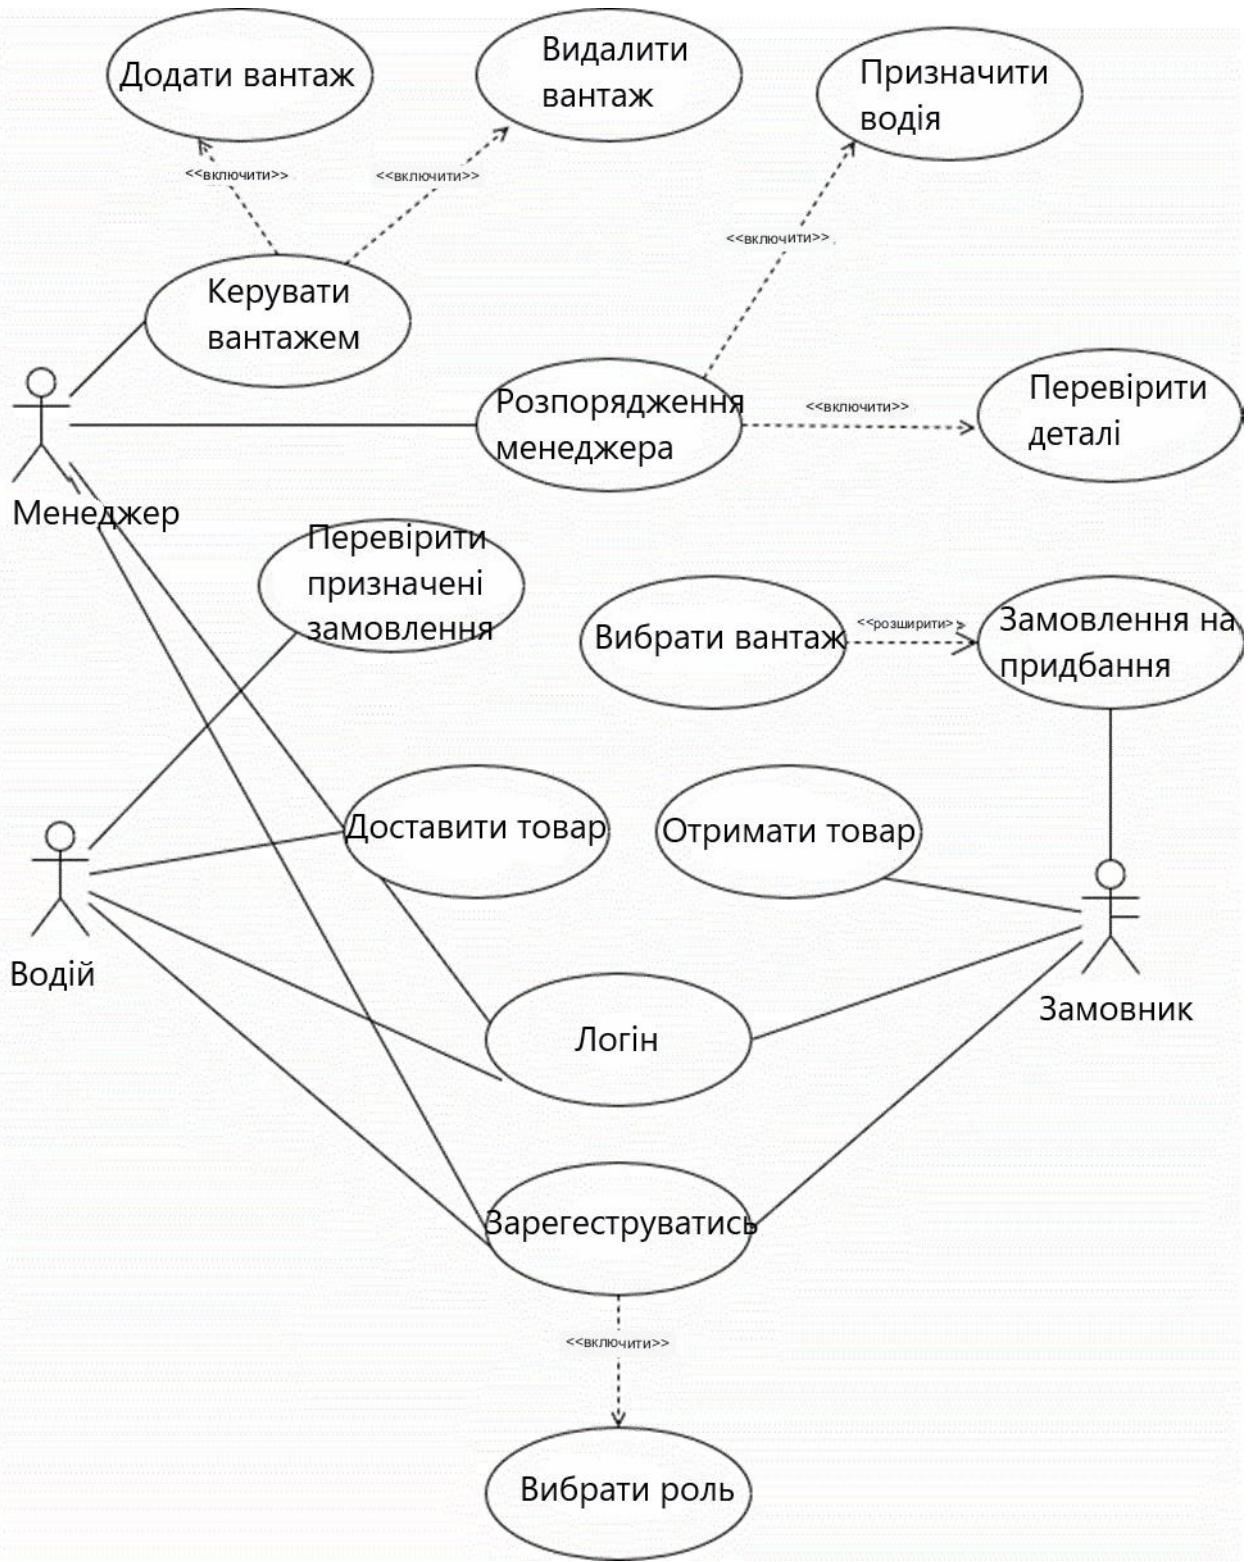 Додати вантаж
Видалити
вантаж
Призначити
водія
<<включити>>
<<включити>>
<<включити>>
Керувати
вантажем
Розпорядження
менеджера
<<включити>>
Перевірити
деталі
Менеджер
Перевірити
призначені
замовлення
Вибрати вантаж
<<розширити>>
Замовлення на
придбання
Доставити товар
Отримати товар
Водій
Замовник
Логін
Зарегеструватись
<<включити>>
Вибрати роль